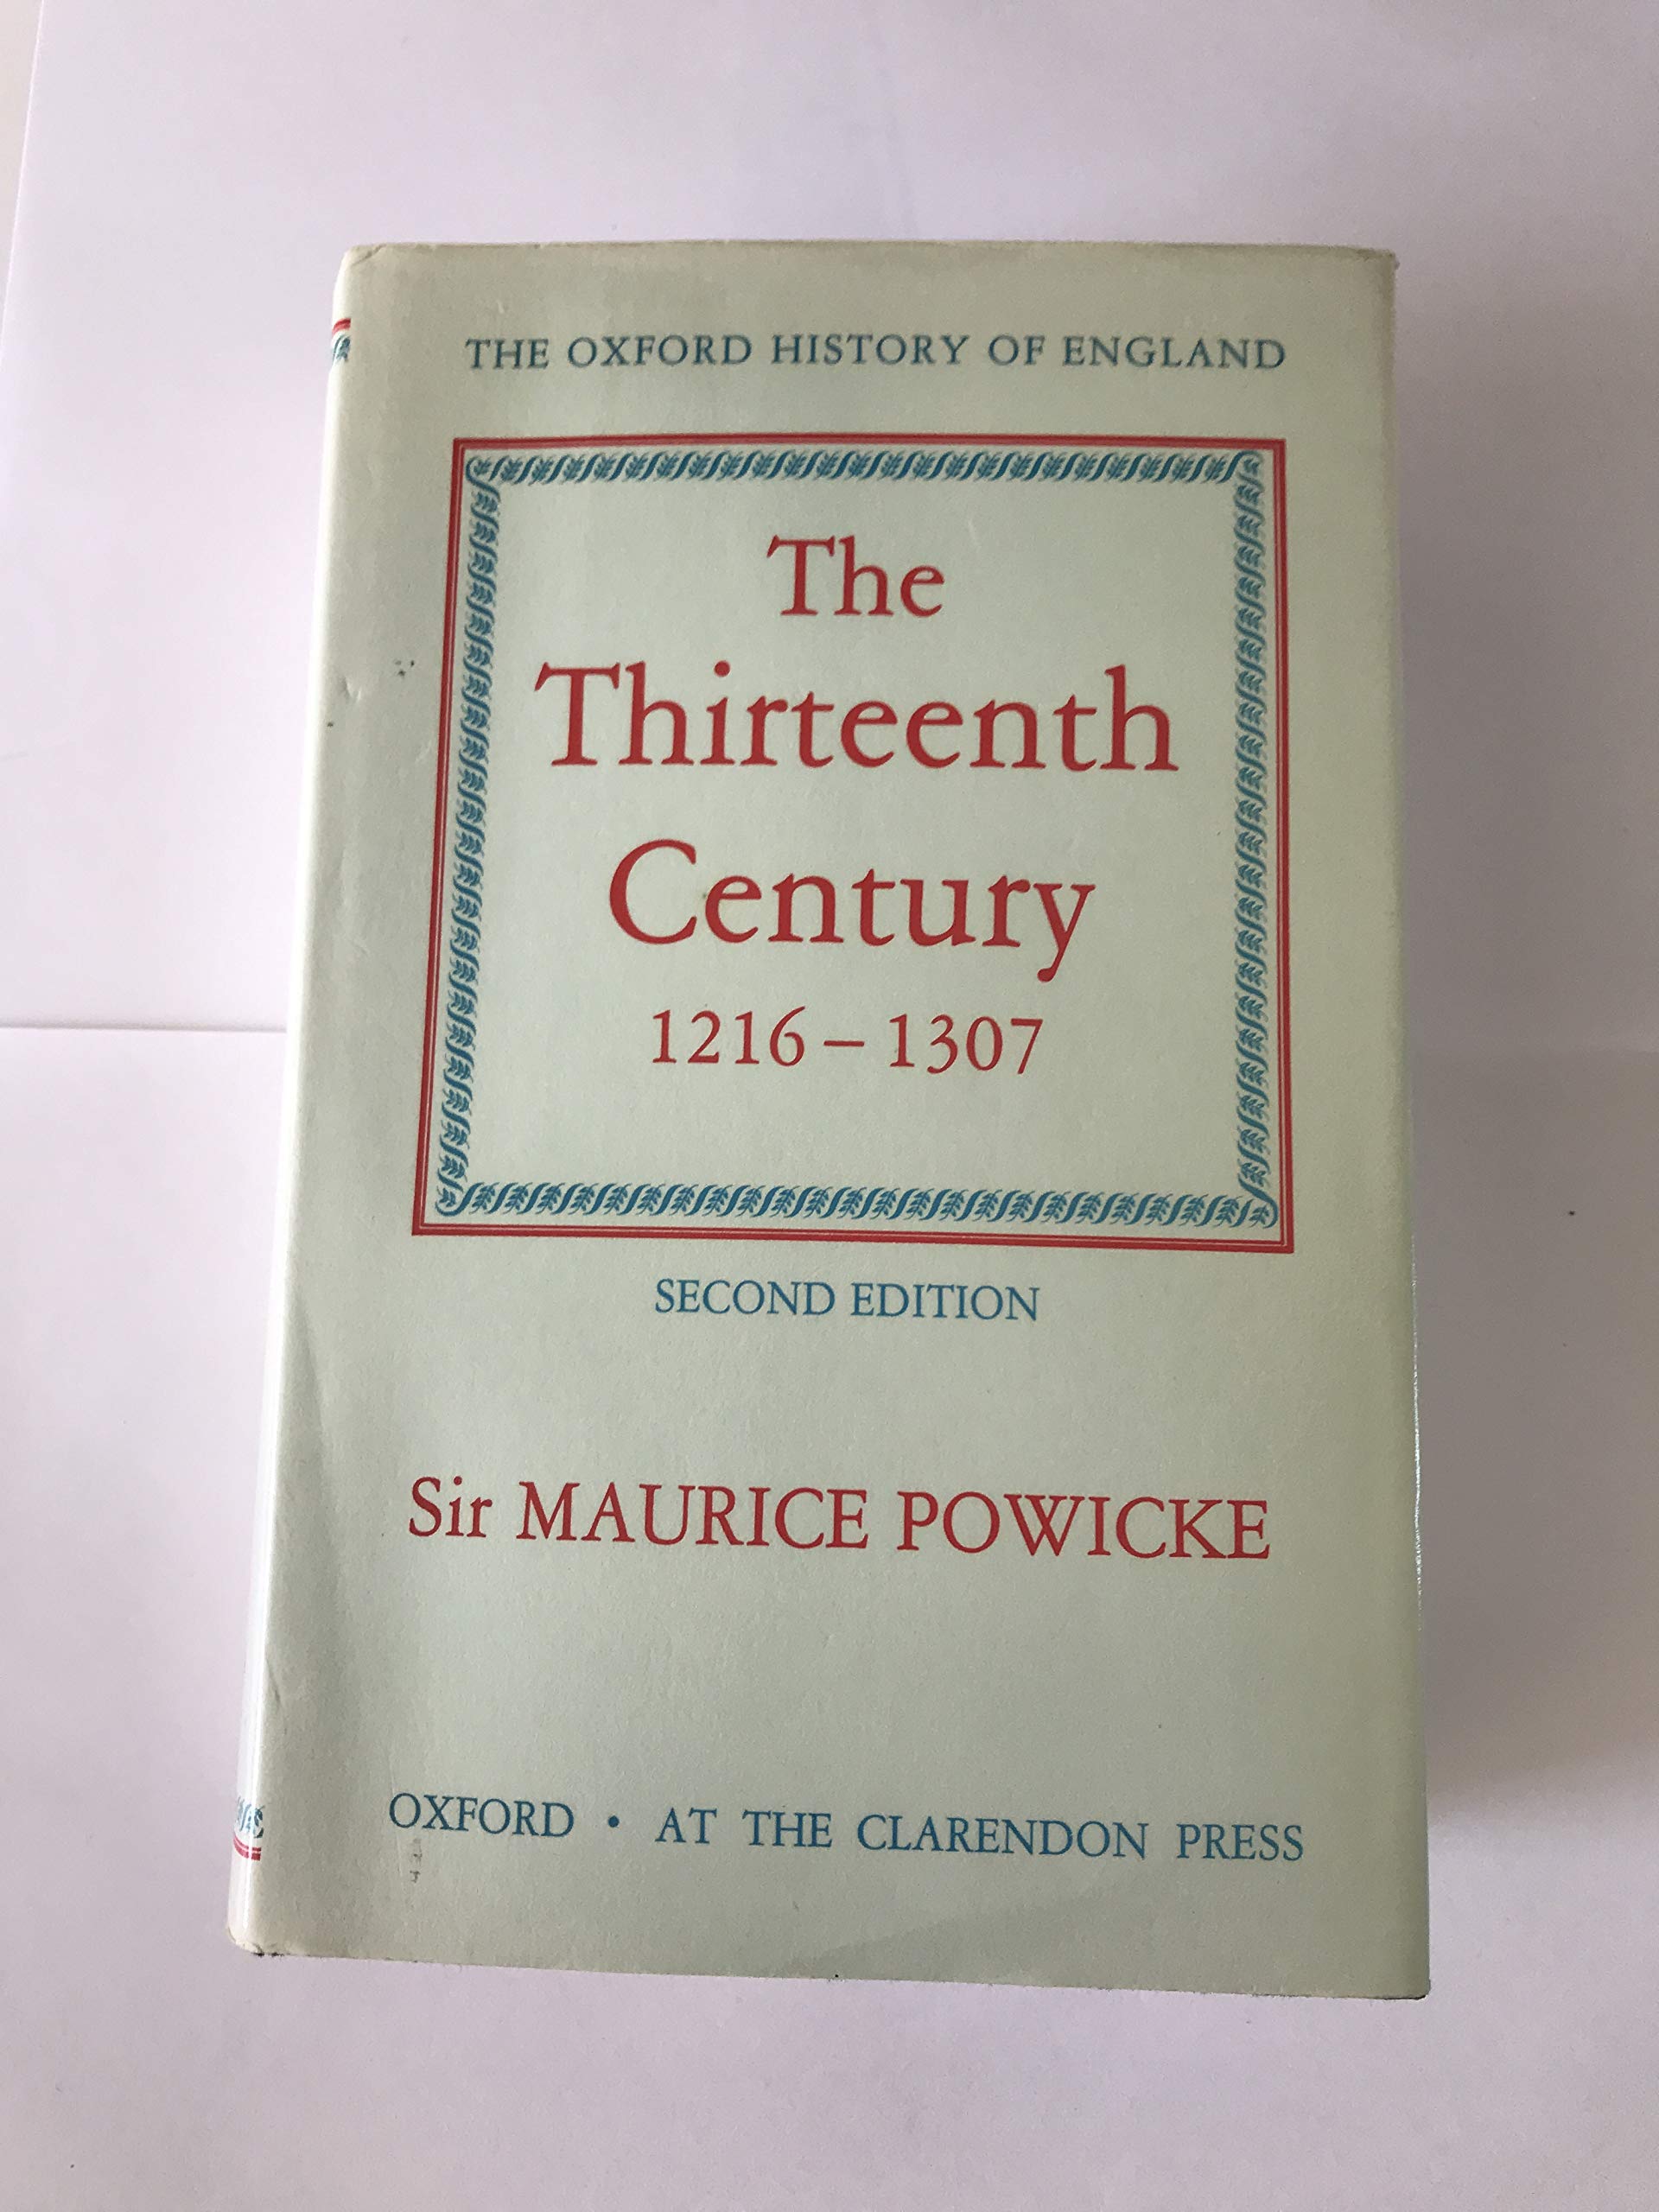 THE OXFORD HISTORY OF ENGLAND
The
Thirteenth
Century
1216 – 1307
SECOND EDITION
Sir MAURICE POWICKE
OXFORD • AT THE CLARENDON PRESS